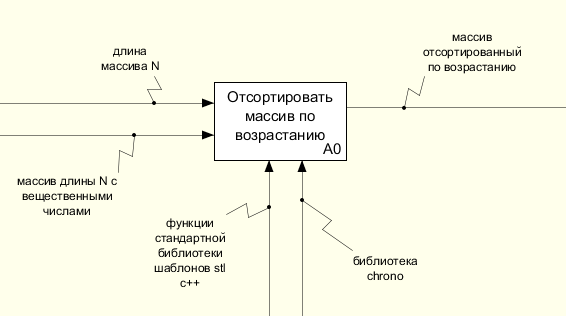 длина
массива N
массив
отсортированный
по возрастанию
Отсортировать
массив по
возрастанию
A0
массив длины N с
вещественными
числами
функции
стандартной
библиотеки
шаблонов stl
c++
библиотека
chrono